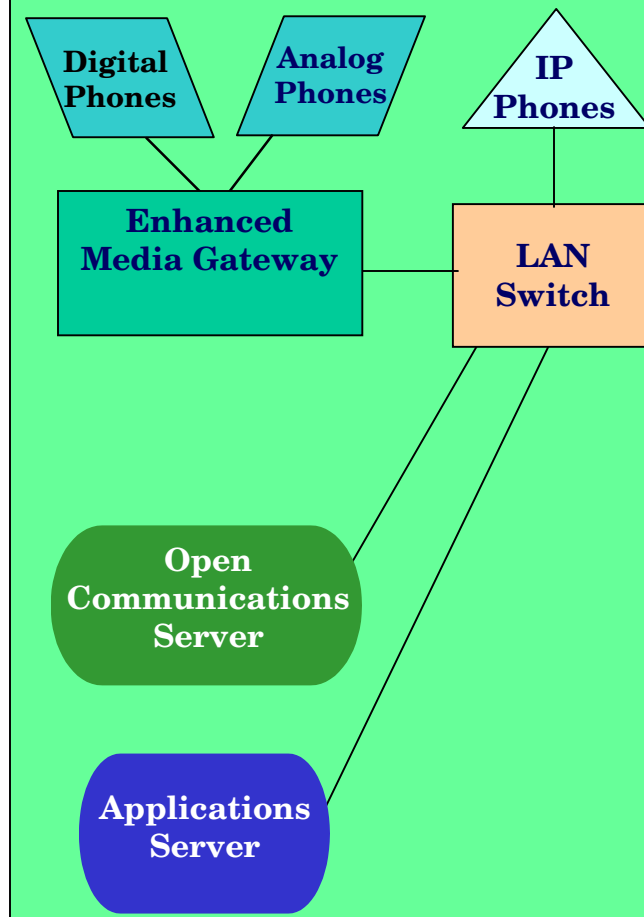 Digital
Phones
Analog
Phones
IP
Phones
Enhanced
Media Gateway
LAN
Switch
Open
Communications
Server
Applications
Server